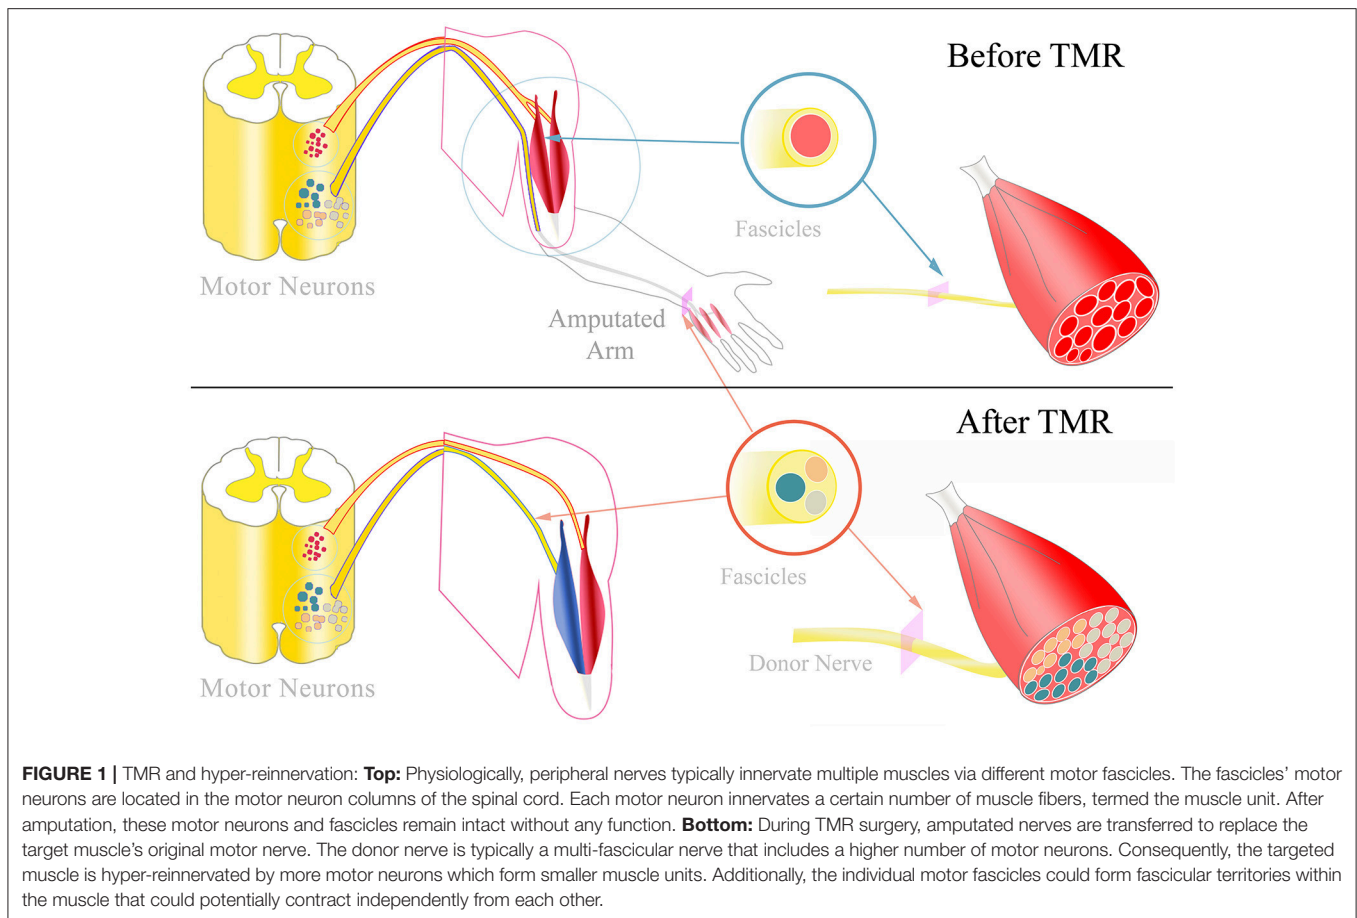 Before TMR
Fascicles
Motor Neurons
Amputated
Arm
After TMR
Fascicles
Donor Nerve
Motor Neurons
FIGURE 1 | TMR and hyper-reinnervation: Top: Physiologically, peripheral nerves typically innervate multiple muscles via different motor fascicles. The fascicles' motor
neurons are located in the motor neuron columns of the spinal cord. Each motor neuron innervates a certain number of muscle fibers, termed the muscle unit. After
amputation, these motor neurons and fascicles remain intact without any function. Bottom: During TMR surgery, amputated nerves are transferred to replace the
target muscle's original motor nerve. The donor nerve is typically a multi-fascicular nerve that includes a higher number of motor neurons. Consequently, the targeted
muscle is hyper-reinnervated by more motor neurons which form smaller muscle units. Additionally, the individual motor fascicles could form fascicular territories within
the muscle that could potentially contract independently from each other.